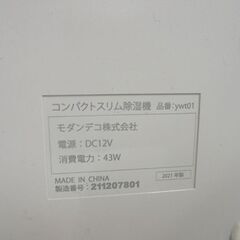 コンパクトスリム除湿機 品番:ywt01
モダンデコ株式会社
電源:DC12V
消費電力:43W
MADE IN CHINA
2021年製
製造番号:211207801